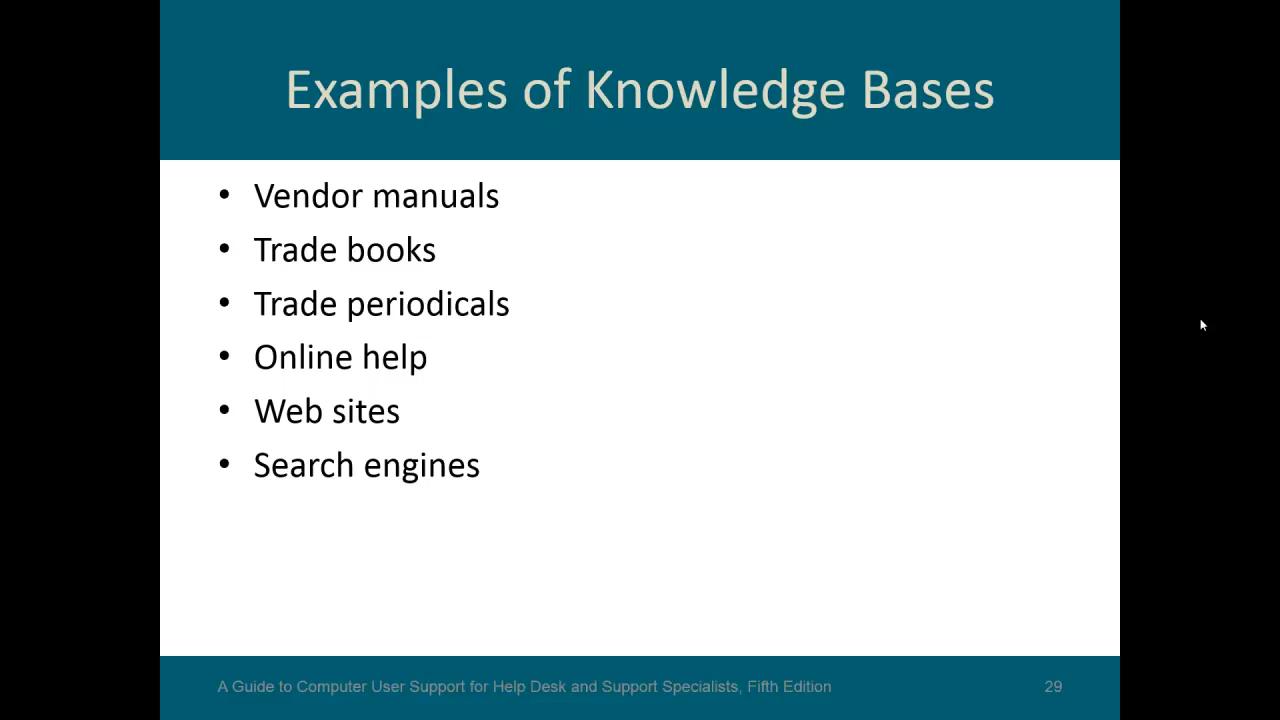 Examples of Knowledge Bases
• Vendor manuals
• Trade books
• Trade periodicals
• Online help
• Web sites
• Search engines
A Guide to Computer User Support for Help Desk and Support Specialists, Fifth Edition 29